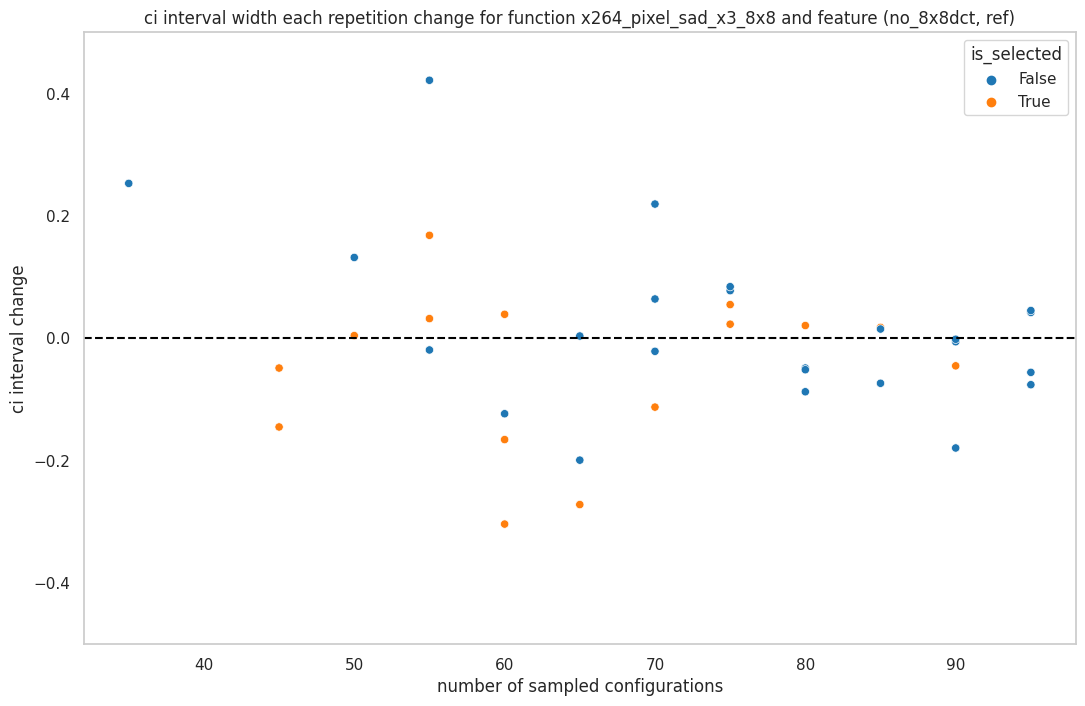 ci interval width each repetition change for function x264_pixel_sad_x3_8x8 and feature (no_8x8dct, ref)
is_selected
False
True
ci interval change
0.4
0.2
0.0
−0.2
−0.4
40
50
60
70
80
90
number of sampled configurations